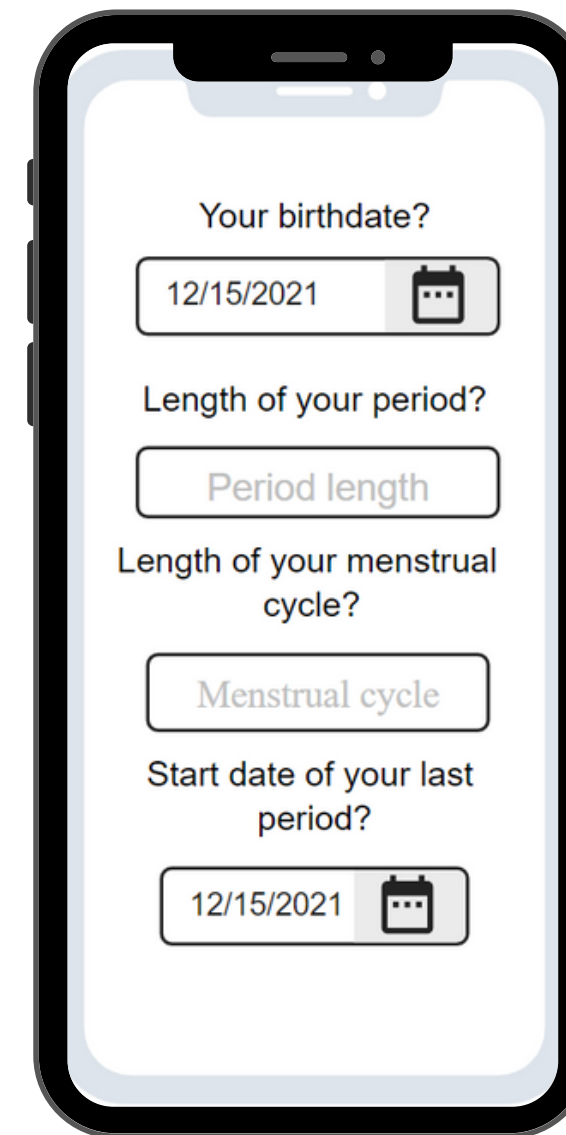 Your birthdate?
12/15/2021
Length of your period?
Period length
Length of your menstrual
cycle?
Menstrual cycle
Start date of your last
period?
12/15/2021